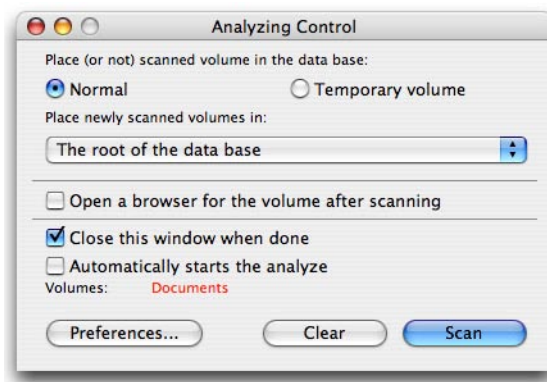 Analyzing Control
Place (or not) scanned volume in the data base:
Normal Temporary volume
Place newly scanned volumes in:
The root of the data base
Open a browser for the volume after scanning
Close this window when done
Automatically starts the analyze
Volumes: Documents
Preferences... Clear Scan